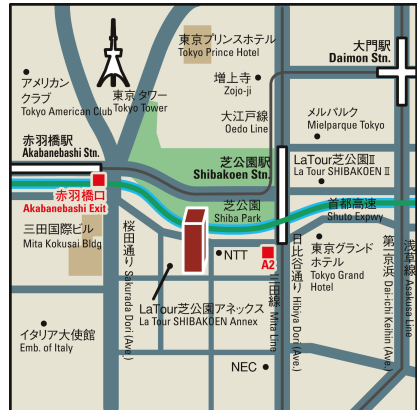 東京プリンスホテル
Tokyo Prince Hotel
大門駅
Daimon Stn.
アメリカン
クラブ
Tokyo American Club
東京タワー
Tokyo Tower
増上寺
Zojo-ji
大江戸線
Oedo Line
メルパルク
Mielparque Tokyo
赤羽橋駅
Akabanebashi Stn.
芝公園駅
Shibakoen Stn.
LaTour芝公園II
La Tour SHIBAKOEN II
赤羽橋口
Akabanebashi Exit
芝公園
Shiba Park
首都高速
Shuto Expwy
三田国際ビル
Mita Kokusai Bldg
桜田通り Sakurada Dori (Ave.)
NTT
A2
三田線 Mita Line
日比谷通り Hibiya Dori (Ave.)
東京グランド
ホテル
Tokyo Grand
Hotel
第一京浜 Dai-ichi Keihin (Ave.)
浅草線 Asakusa Line
LaTour芝公園アネックス
La Tour SHIBAKOEN Annex
イタリア大使館
Emb. of Italy
NEC